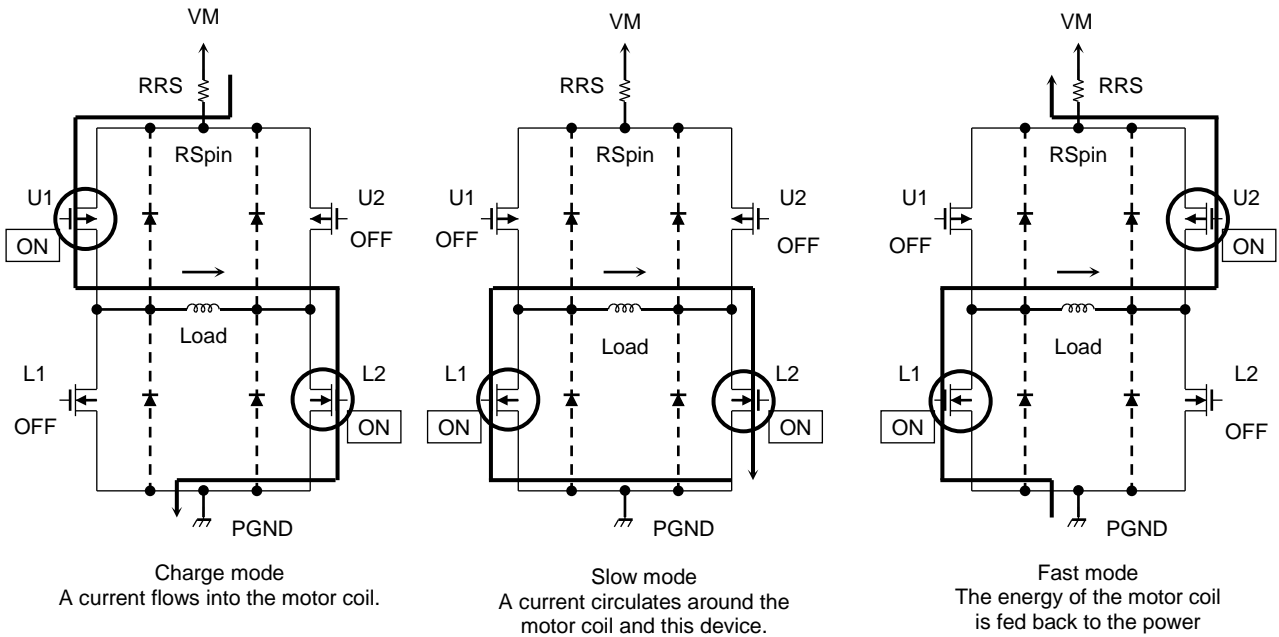 VM
RRS
RSpin
U1
U2
ON
OFF
Load
L1
L2
OFF
ON
PGND
Charge mode
A current flows into the motor coil.
VM
RRS
RSpin
U1
U2
OFF
OFF
Load
L1
L2
ON
ON
PGND
Slow mode
A current circulates around the
motor coil and this device.
VM
RRS
RSpin
U1
U2
OFF
ON
Load
L1
L2
ON
OFF
PGND
Fast mode
The energy of the motor coil
is fed back to the power